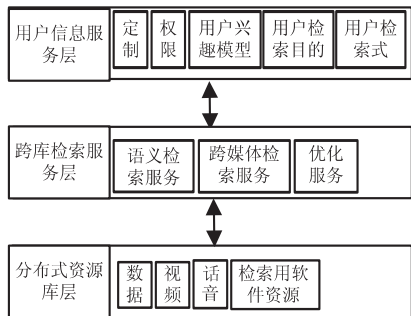 用户信息服
务层
定
制
权
限
用户兴
趣模型
用户检
索目的
用户检
索式
跨库检索服
务层
语义检
索服务
跨媒体检
索服务
优化
服务
分布式资源
库层
数
据
视
频
话
音
检索用软
件资源